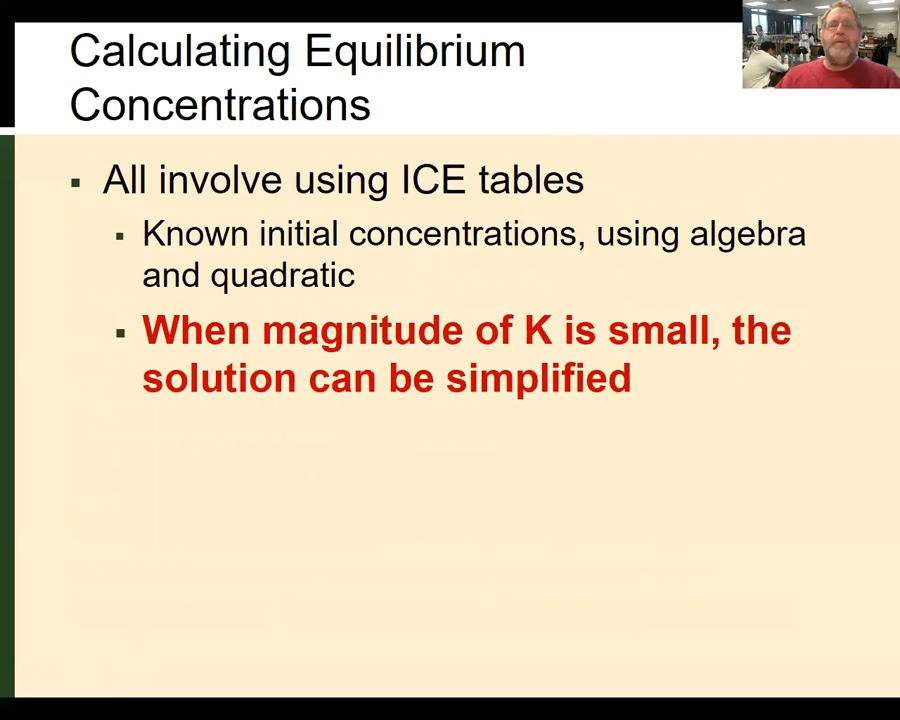 Calculating Equilibrium
Concentrations
All involve using ICE tables
Known initial concentrations, using algebra
and quadratic
When magnitude of K is small, the
solution can be simplified